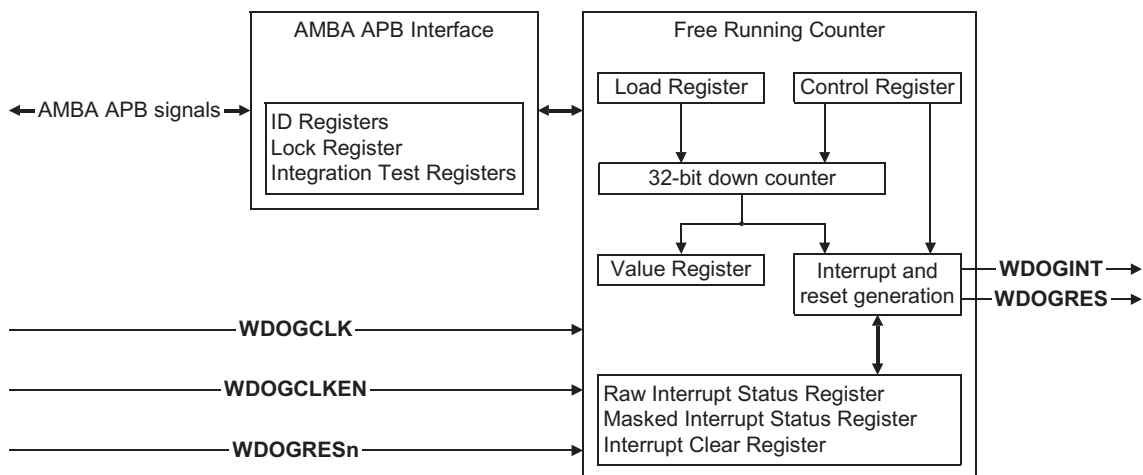 AMBA APB Interface
Free Running Counter
Load Register
Control Register
AMBA APB signals
ID Registers
Lock Register
Integration Test Registers
32-bit down counter
Value Register
Interrupt and
reset generation
WDOGINT
WDOGRES
WDOGCLK
WDOGCLKEN
WDOGRESn
Raw Interrupt Status Register
Masked Interrupt Status Register
Interrupt Clear Register